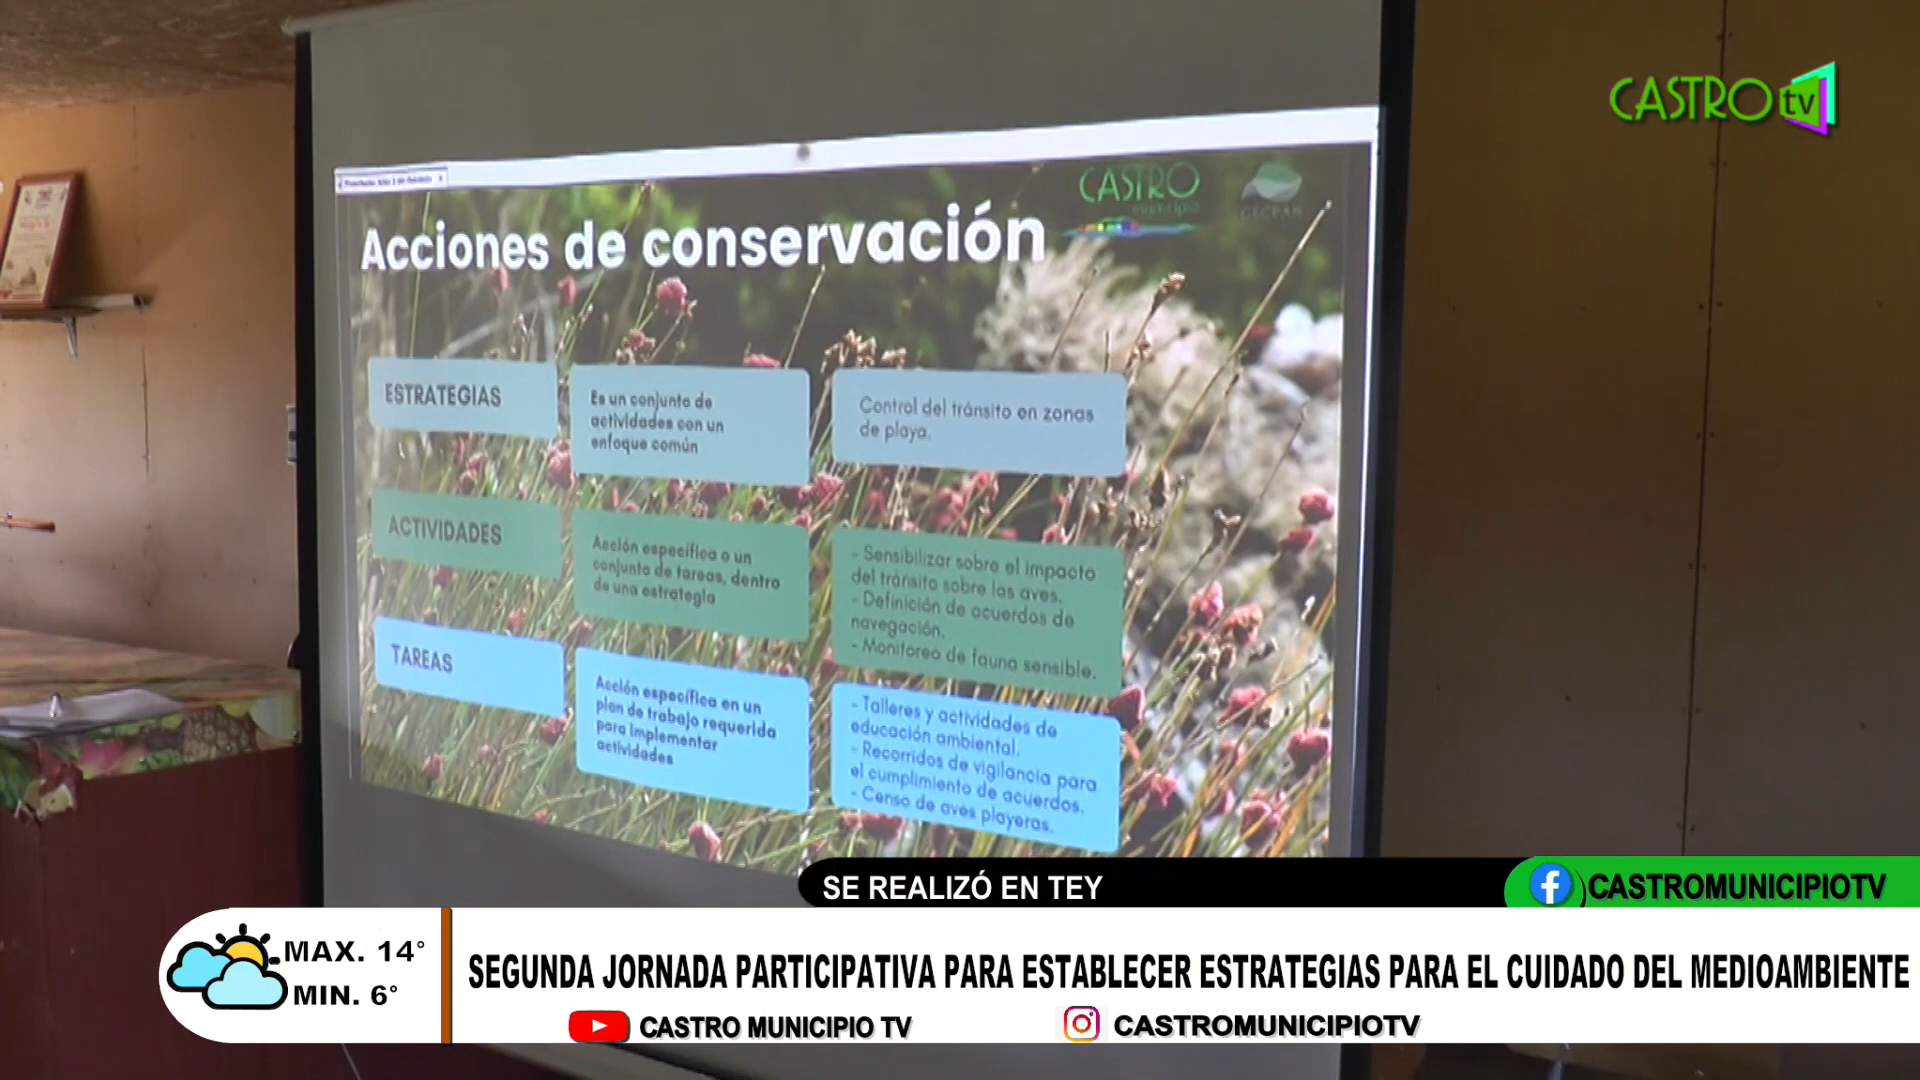 CASTRO tv
CASTRO
municipio
CECPAN
Acciones de conservación
ESTRATEGIAS
Es un conjunto de
actividades con un
enfoque común
Control del tránsito en zonas
de playa.
ACTIVIDADES
Acción específica o un
conjunto de tareas, dentro
de una estrategia
- Sensibilizar sobre el impacto
del tránsito sobre las aves.
- Definición de acuerdos de
navegación.
- Monitoreo de fauna sensible.
TAREAS
Acción específica en un
plan de trabajo requerida
para implementar
actividades
- Talleres y actividades de
educación ambiental.
- Recorridos de vigilancia para
el cumplimiento de acuerdos.
- Censo de aves playeras.
SE REALIZÓ EN TEY
CASTROMUNICIPIOTV
MAX. 14°
MIN. 6°
SEGUNDA JORNADA PARTICIPATIVA PARA ESTABLECER ESTRATEGIAS PARA EL CUIDADO DEL MEDIOAMBIENTE
CASTRO MUNICIPIO TV
CASTROMUNICIPIOTV